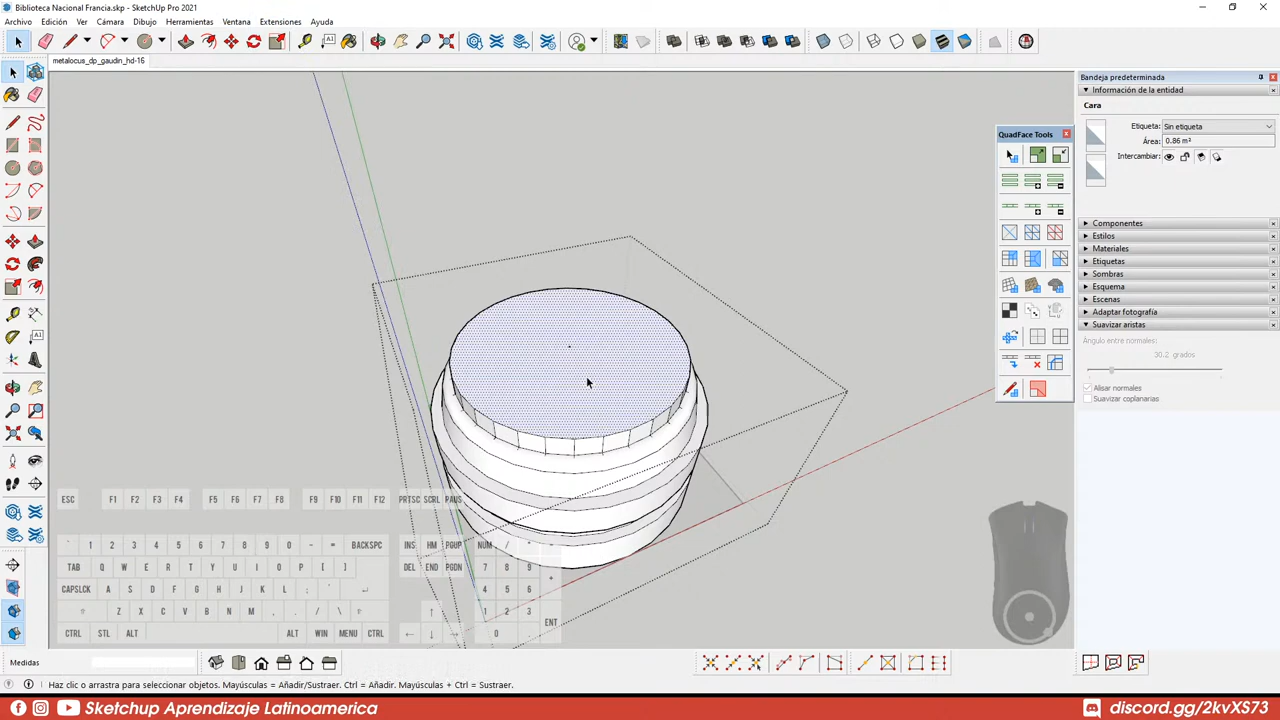 Biblioteca Nacional Francia.skp - SketchUp Pro 2021
Archivo Edición Ver Cámara Dibujo Herramientas Ventana Extensiones Ayuda
metalocus_dp_gaudin_hd-16
Bandeja predeterminada
Información de la entidad
Cara
Etiqueta: Sin etiqueta
Área: 0.86 m²
Intercambiar:
QuadFace Tools
Componentes
Estilos
Materiales
Etiquetas
Sombras
Esquema
Escenas
Adaptar fotografía
Suavizar aristas
Angulo entre normales:
30.2 grados
Alisar normales
Suavizar coplanarias
ESC F1 F2 F3 F4 F5 F6 F7 F8 F9 F10 F11 F12 PRTSC SCRL PAUS
` 1 2 3 4 5 6 7 8 9 0 - = BACKSPC INS HM PGUP NUM / * -
TAB Q W E R T Y U I O P [ ] DEL END PGDN 7 8 9 +
CAPSLCK A S D F G H J K L ; ' 4 5 6
Z X C V B N M , . / ↑ 1 2 3 ENT
CTRL STL ALT ALT WIN MENU CTRL ← ↓ → 0 .
Medidas
Haz clic o arrastra para seleccionar objetos. Mayúsculas = Añadir/Sustraer. Ctrl = Añadir. Mayúsculas + Ctrl = Sustraer.
Sketchup Aprendizaje Latinoamerica
discord.gg/2kvXS73